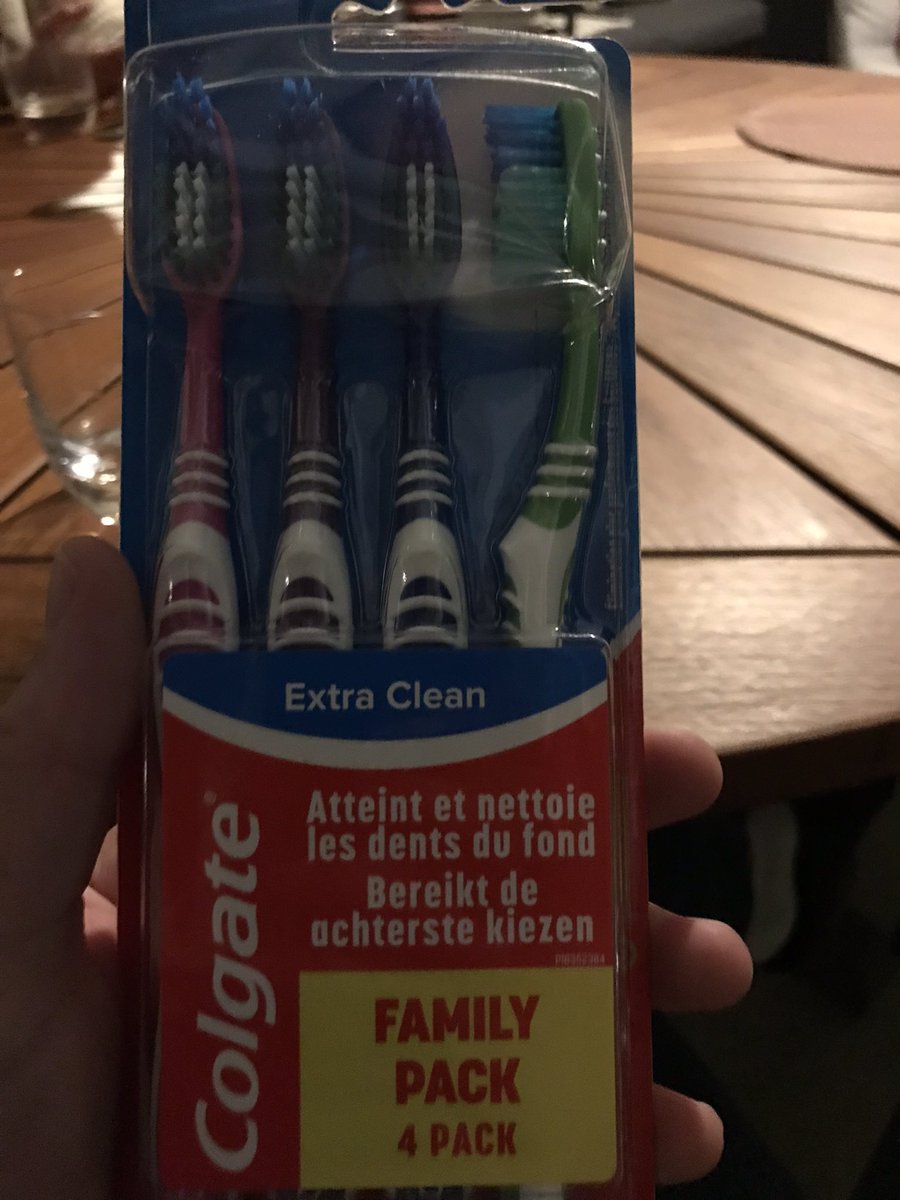 Extra Clean
Colgate®
Atteint et nettoie
les dents du fond
Bereikt de
achterste kiezen
FAMILY
PACK
4 PACK